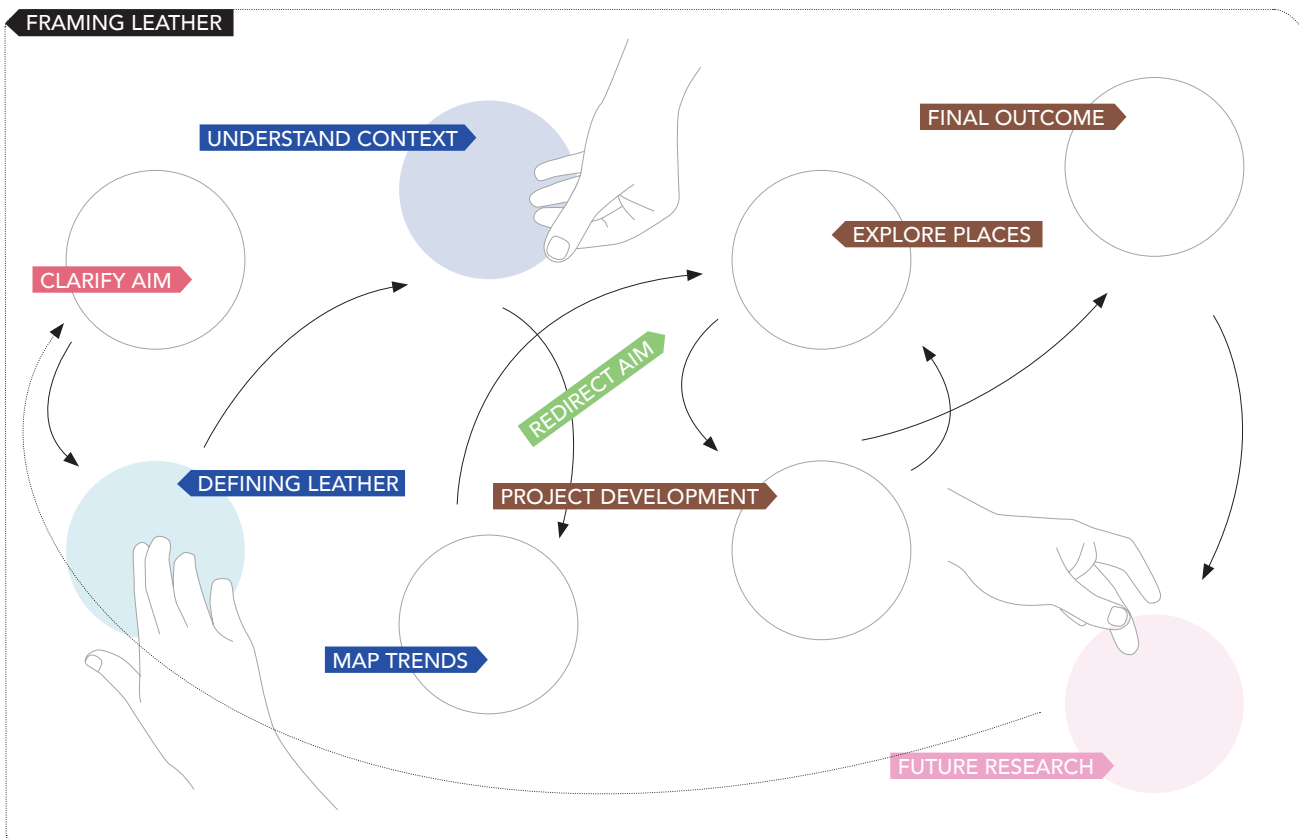 FRAMING LEATHER
UNDERSTAND CONTEXT
FINAL OUTCOME
EXPLORE PLACES
CLARIFY AIM
REDIRECT AIM
DEFINING LEATHER
PROJECT DEVELOPMENT
MAP TRENDS
FUTURE RESEARCH